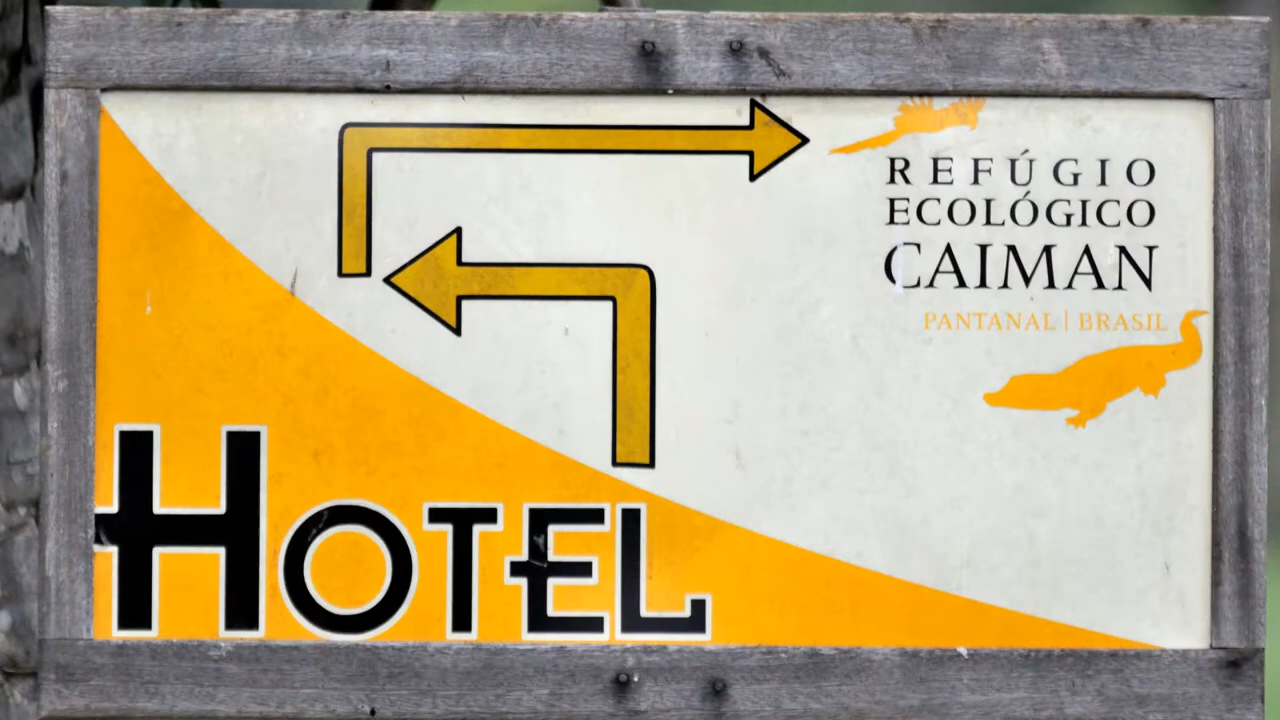 REFÚGIO
ECOLÓGICO
CAIMAN
PANTANAL | BRASIL
HOTEL